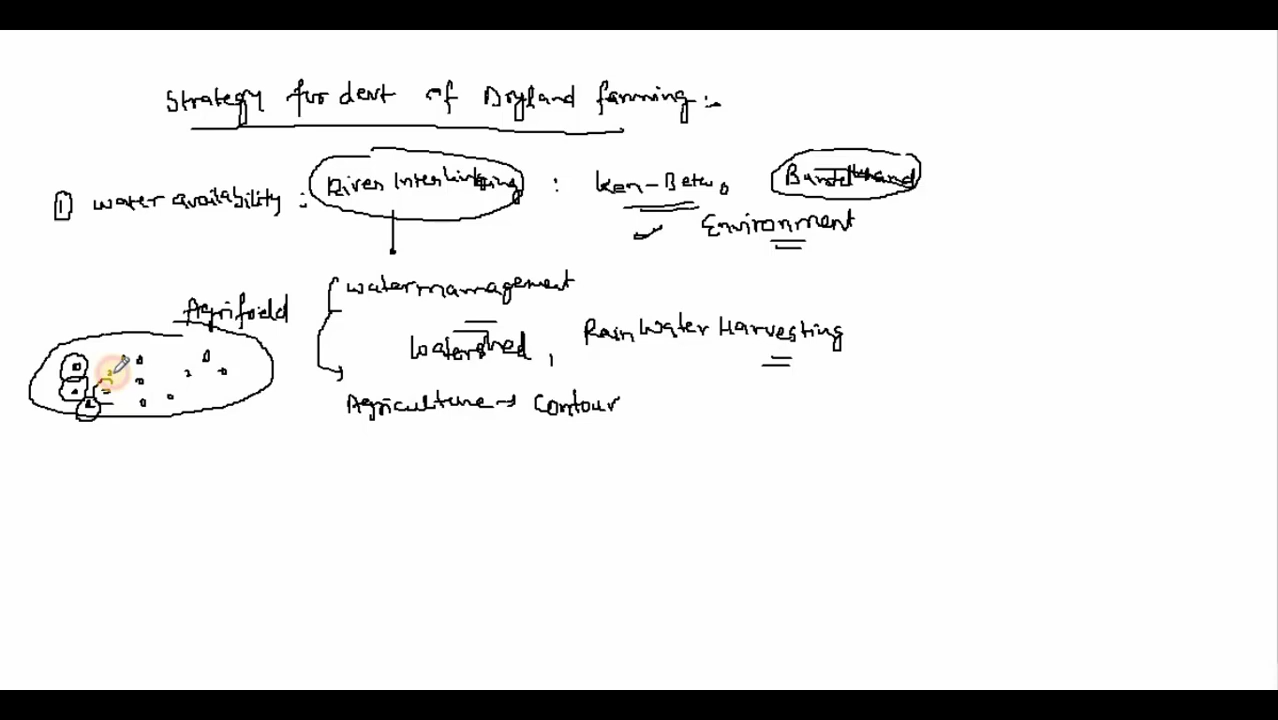 Strategy for devt of Dryland farming :-
1 water availability : River Interlinking : Ken-Betwa Bundelkhand
Environment
Agrifield
water management
Watershed , Rain Water Harvesting
Agriculture → Contour